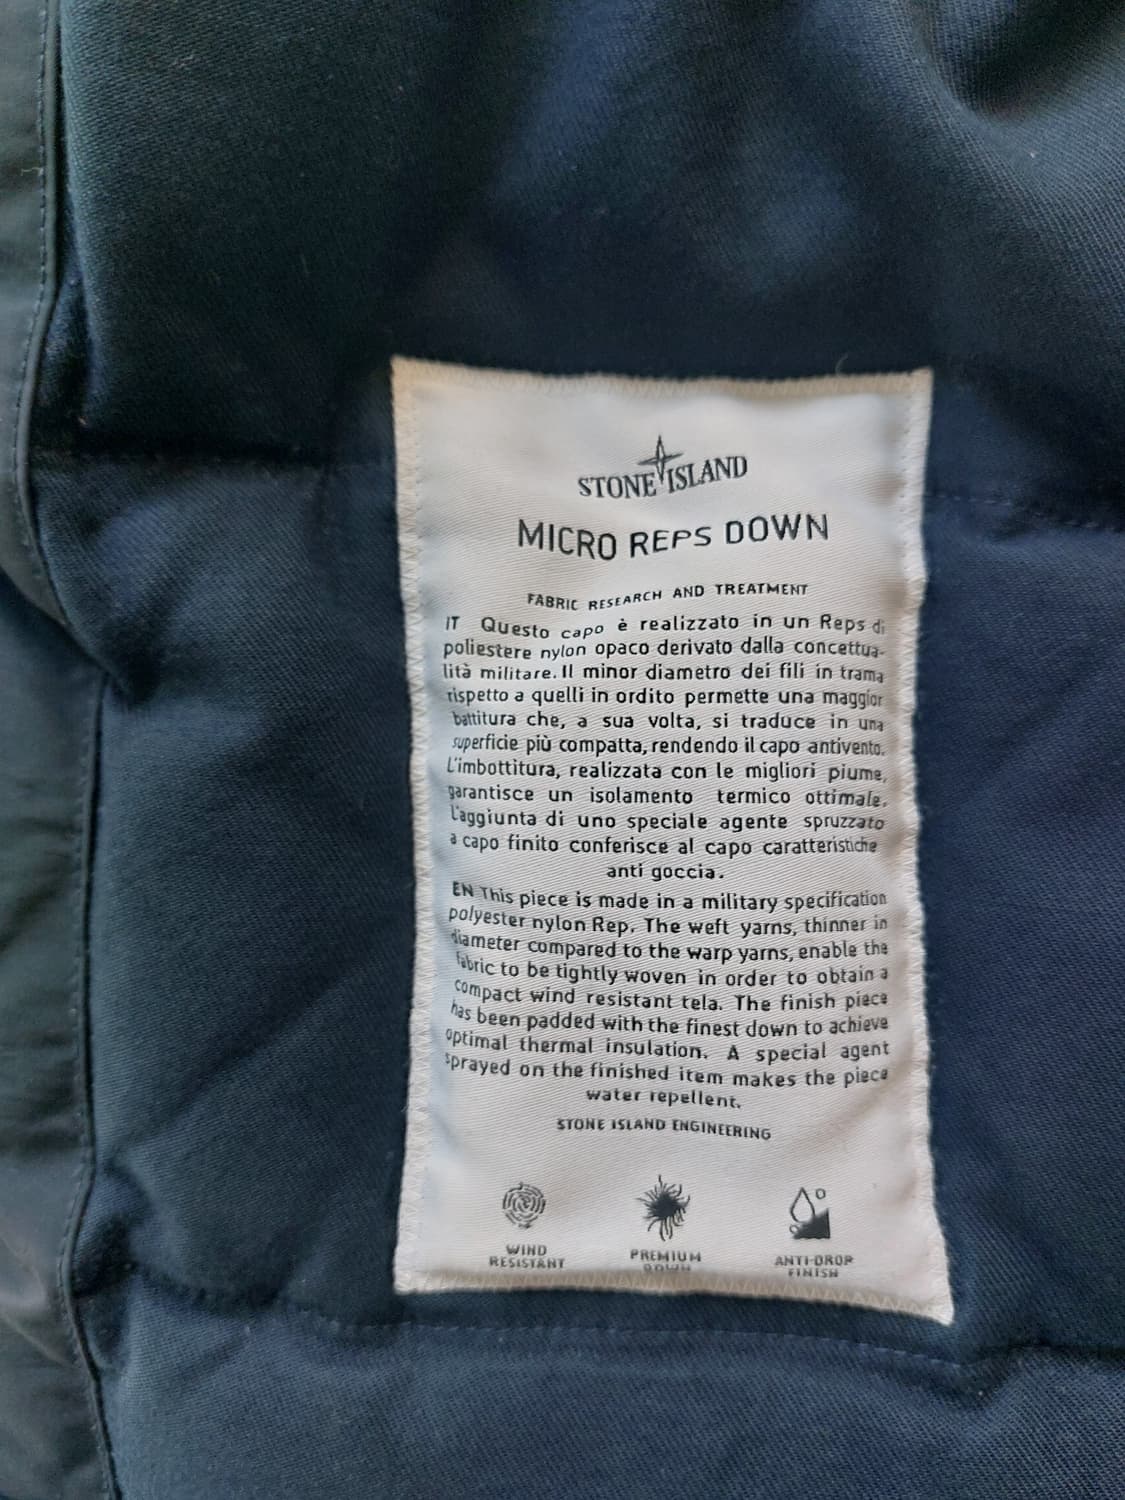 STONE ISLAND
MICRO REPS DOWN
FABRIC RESEARCH AND TREATMENT
IT Questo capo è realizzato in un Reps di
poliestere nylon opaco derivato dalla concettua-
lità militare. Il minor diametro dei fili in trama
rispetto a quelli in ordito permette una maggior
battitura che, a sua volta, si traduce in una
superficie più compatta, rendendo il capo antivento.
L'imbottitura, realizzata con le migliori piume,
garantisce un isolamento termico ottimale.
L'aggiunta di uno speciale agente spruzzato
a capo finito conferisce al capo caratteristiche
anti goccia.
EN This piece is made in a military specification
polyester nylon Rep. The weft yarns, thinner in
diameter compared to the warp yarns, enable the
fabric to be tightly woven in order to obtain a
compact wind resistant tela. The finish piece
has been padded with the finest down to achieve
optimal thermal insulation. A special agent
sprayed on the finished item makes the piece
water repellent.
STONE ISLAND ENGINEERING
WIND
RESISTANT
PREMIUM
DOWN
ANTI-DROP
FINISH